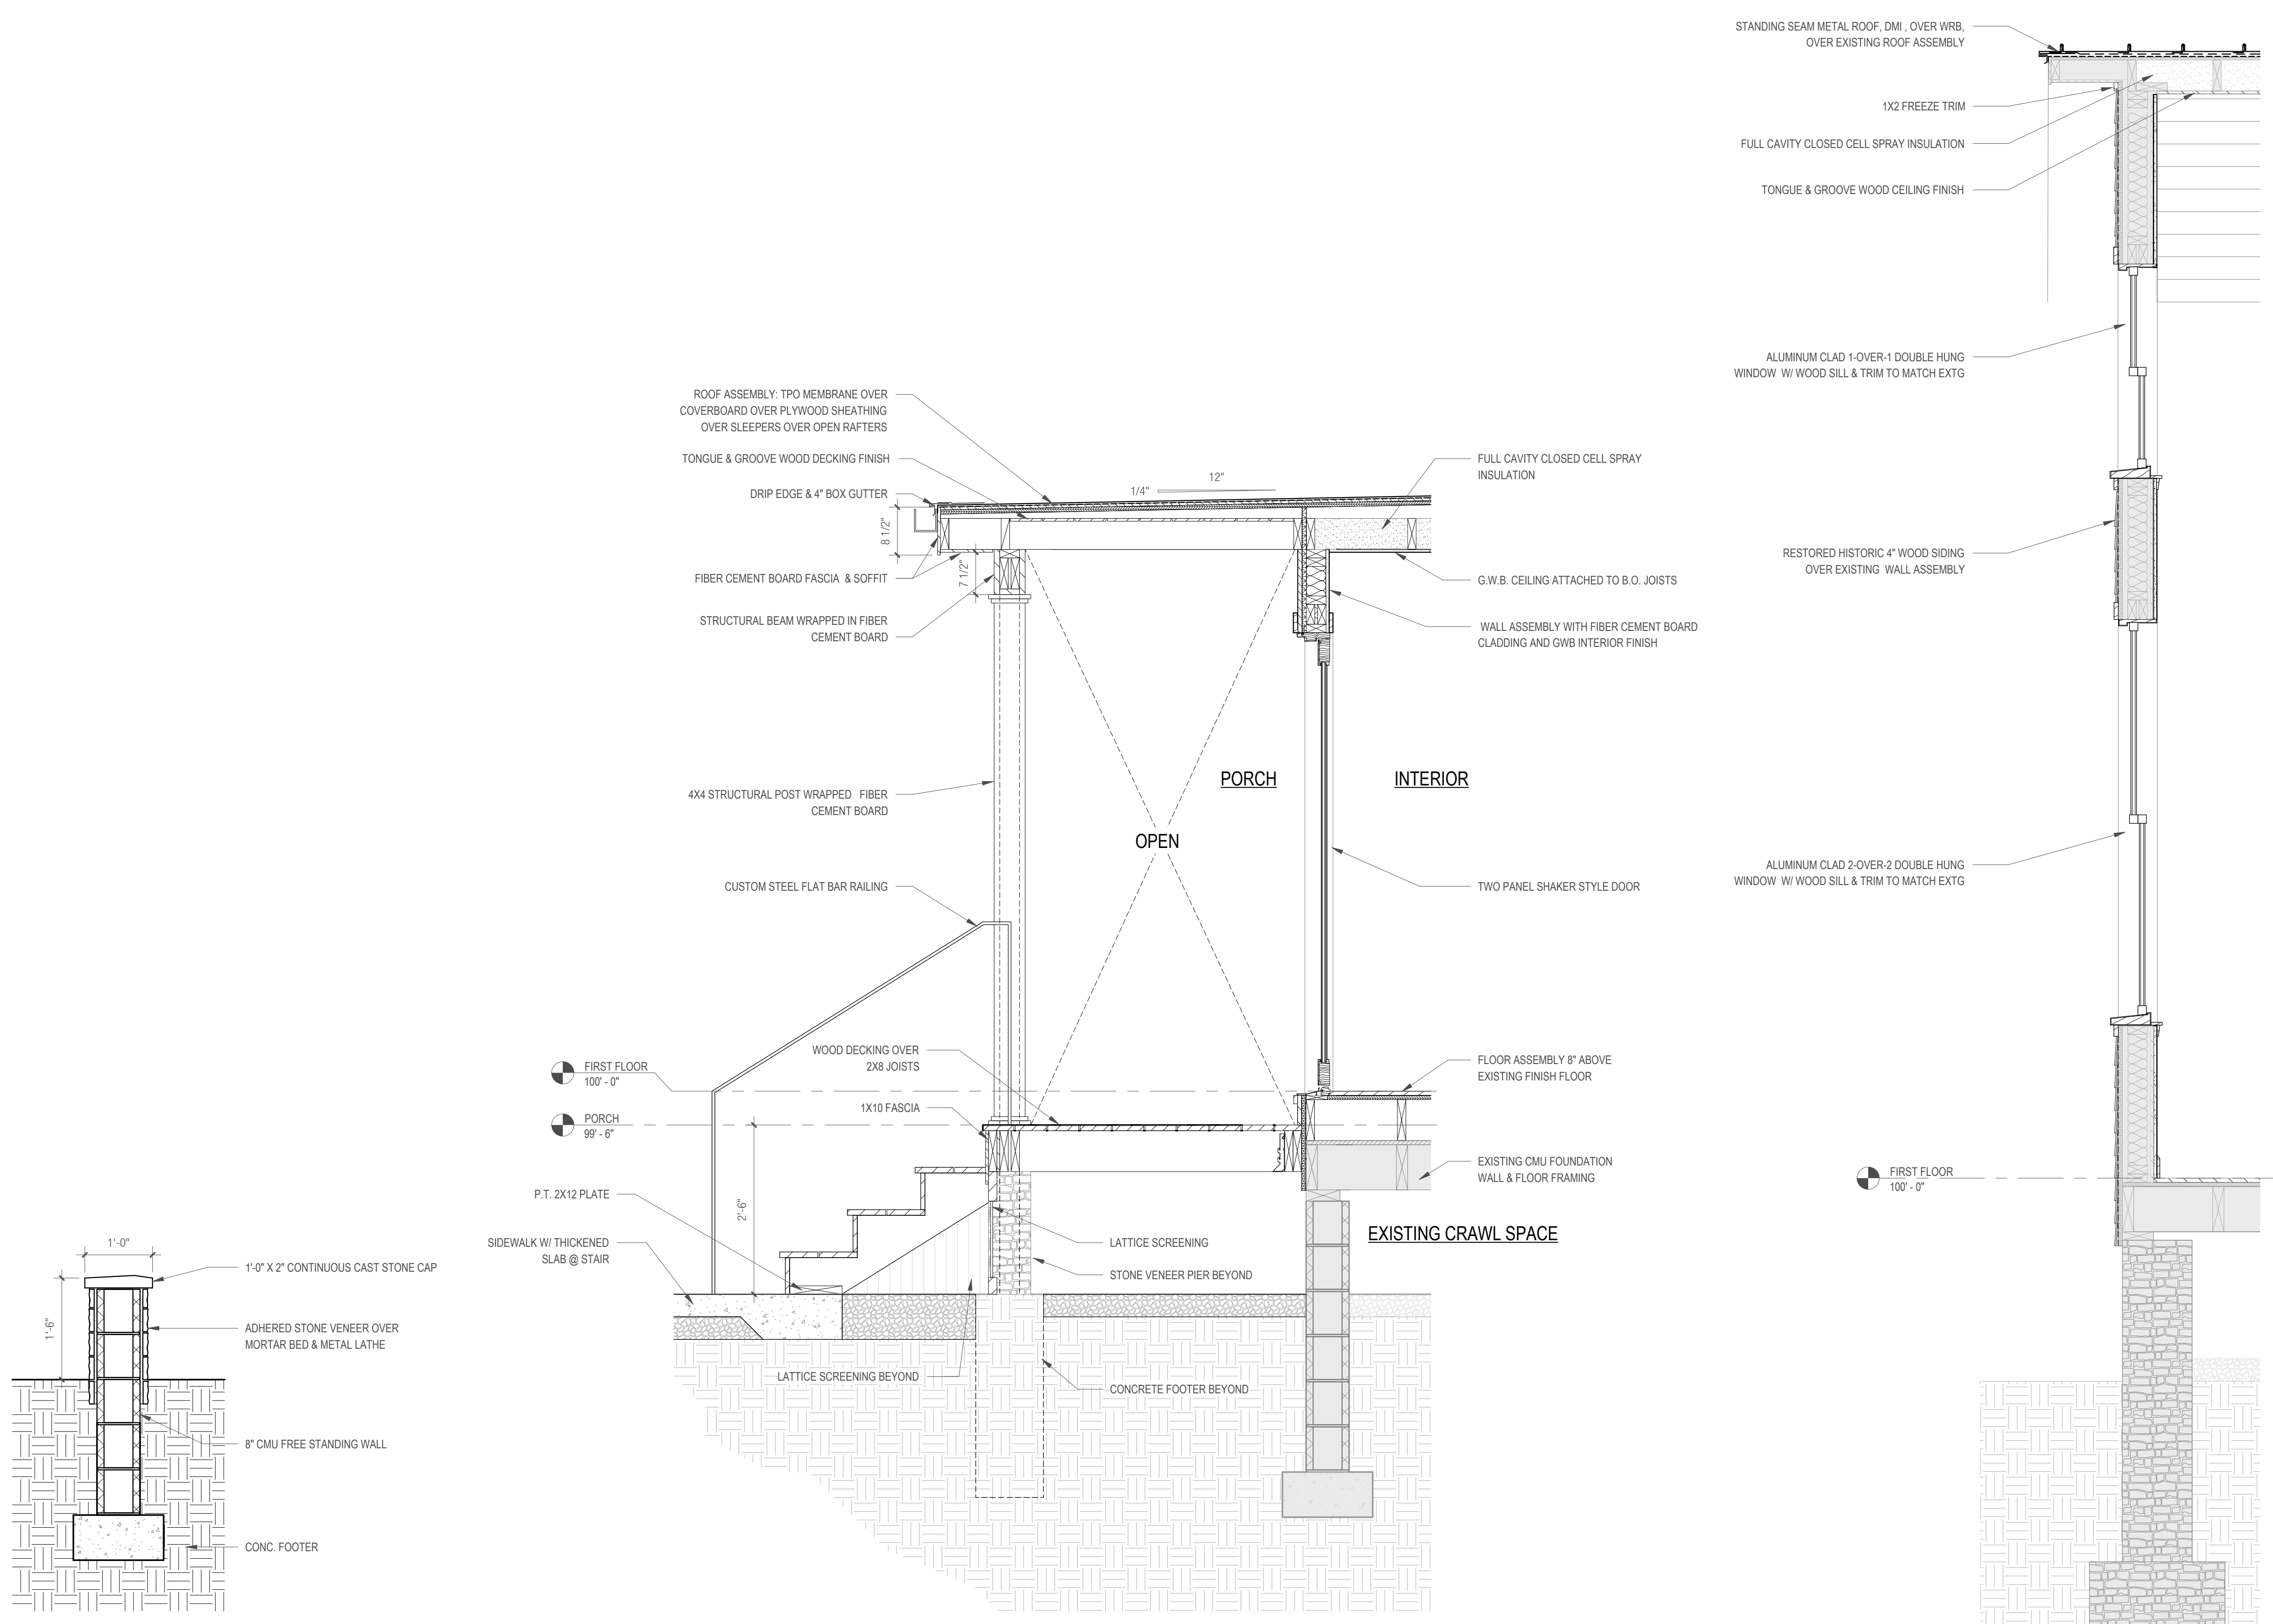 STANDING SEAM METAL ROOF, DMI , OVER WRB,
OVER EXISTING ROOF ASSEMBLY
1X2 FREEZE TRIM
FULL CAVITY CLOSED CELL SPRAY INSULATION
TONGUE & GROOVE WOOD CEILING FINISH
ALUMINUM CLAD 1-OVER-1 DOUBLE HUNG
WINDOW W/ WOOD SILL & TRIM TO MATCH EXTG
RESTORED HISTORIC 4" WOOD SIDING
OVER EXISTING WALL ASSEMBLY
ALUMINUM CLAD 2-OVER-2 DOUBLE HUNG
WINDOW W/ WOOD SILL & TRIM TO MATCH EXTG
FIRST FLOOR
100' - 0"
ROOF ASSEMBLY: TPO MEMBRANE OVER
COVERBOARD OVER PLYWOOD SHEATHING
OVER SLEEPERS OVER OPEN RAFTERS
TONGUE & GROOVE WOOD DECKING FINISH
DRIP EDGE & 4" BOX GUTTER
12"
1/4"
8 1/2"
7 1/2"
FIBER CEMENT BOARD FASCIA & SOFFIT
STRUCTURAL BEAM WRAPPED IN FIBER
CEMENT BOARD
4X4 STRUCTURAL POST WRAPPED FIBER
CEMENT BOARD
CUSTOM STEEL FLAT BAR RAILING
FULL CAVITY CLOSED CELL SPRAY
INSULATION
G.W.B. CEILING ATTACHED TO B.O. JOISTS
WALL ASSEMBLY WITH FIBER CEMENT BOARD
CLADDING AND GWB INTERIOR FINISH
PORCH
INTERIOR
OPEN
TWO PANEL SHAKER STYLE DOOR
WOOD DECKING OVER
2X8 JOISTS
1X10 FASCIA
FIRST FLOOR
100' - 0"
PORCH
99' - 6"
FLOOR ASSEMBLY 8" ABOVE
EXISTING FINISH FLOOR
EXISTING CMU FOUNDATION
WALL & FLOOR FRAMING
EXISTING CRAWL SPACE
P.T. 2X12 PLATE
2'-6"
SIDEWALK W/ THICKENED
SLAB @ STAIR
LATTICE SCREENING
STONE VENEER PIER BEYOND
LATTICE SCREENING BEYOND
CONCRETE FOOTER BEYOND
1'-0"
1'-6"
1'-0" X 2" CONTINUOUS CAST STONE CAP
ADHERED STONE VENEER OVER
MORTAR BED & METAL LATHE
8" CMU FREE STANDING WALL
CONC. FOOTER